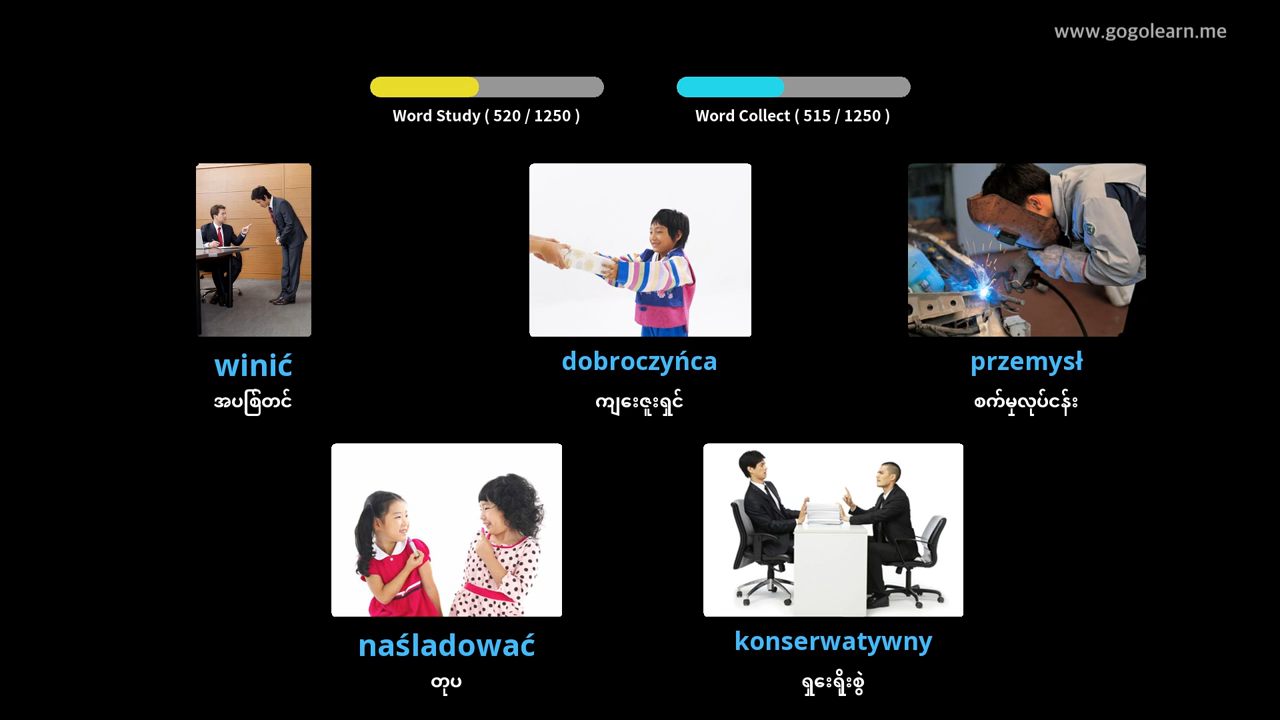 www.gogolearn.me
Word Study ( 520 / 1250 )
Word Collect ( 515 / 1250 )
winić
အပစ်တြင်
dobroczyńca
ကျေးဇူးရှင်
przemysł
စက်မှုလုပ်ငန်း
naśladować
တုပ
konserwatywny
ရှေးရိုးစွဲ